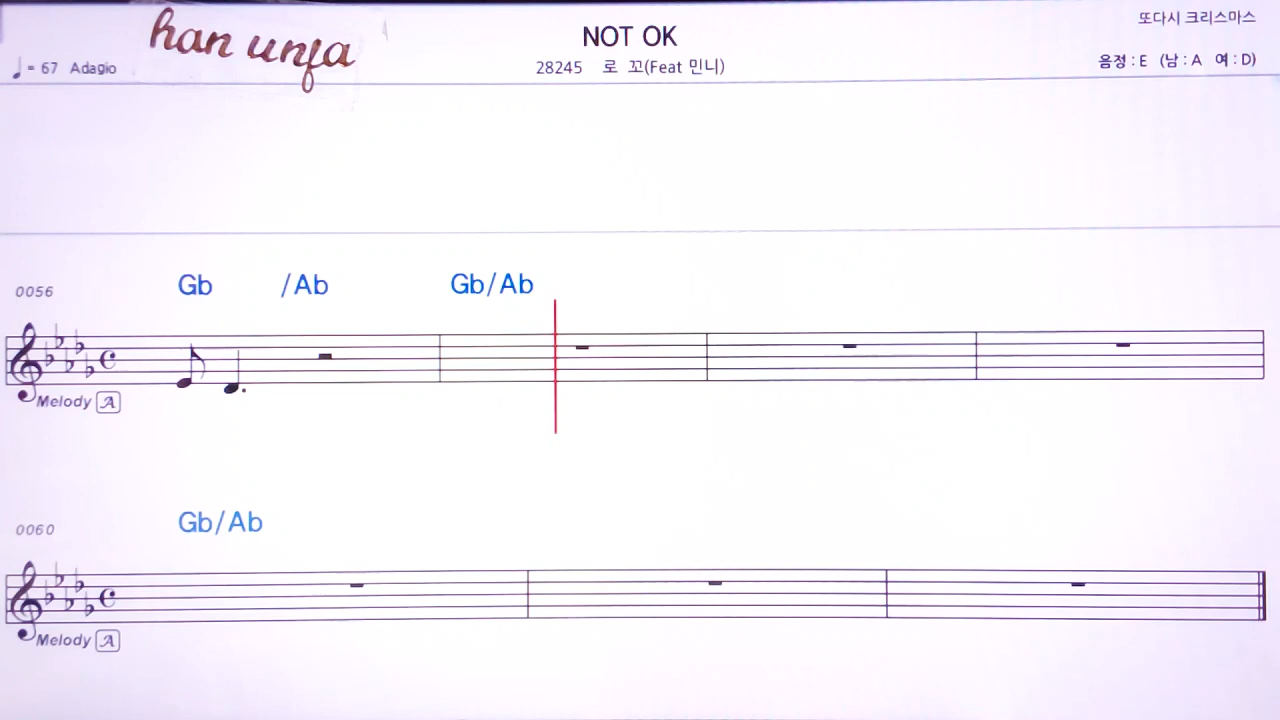 han unfa
NOT OK
또다시 크리스마스
♩= 67 Adagio
28245 로 꼬(Feat 민니)
음정 : E (남 : A 여 : D)
0056
Gb /Ab Gb/Ab
Melody A
0060
Gb/Ab
Melody A